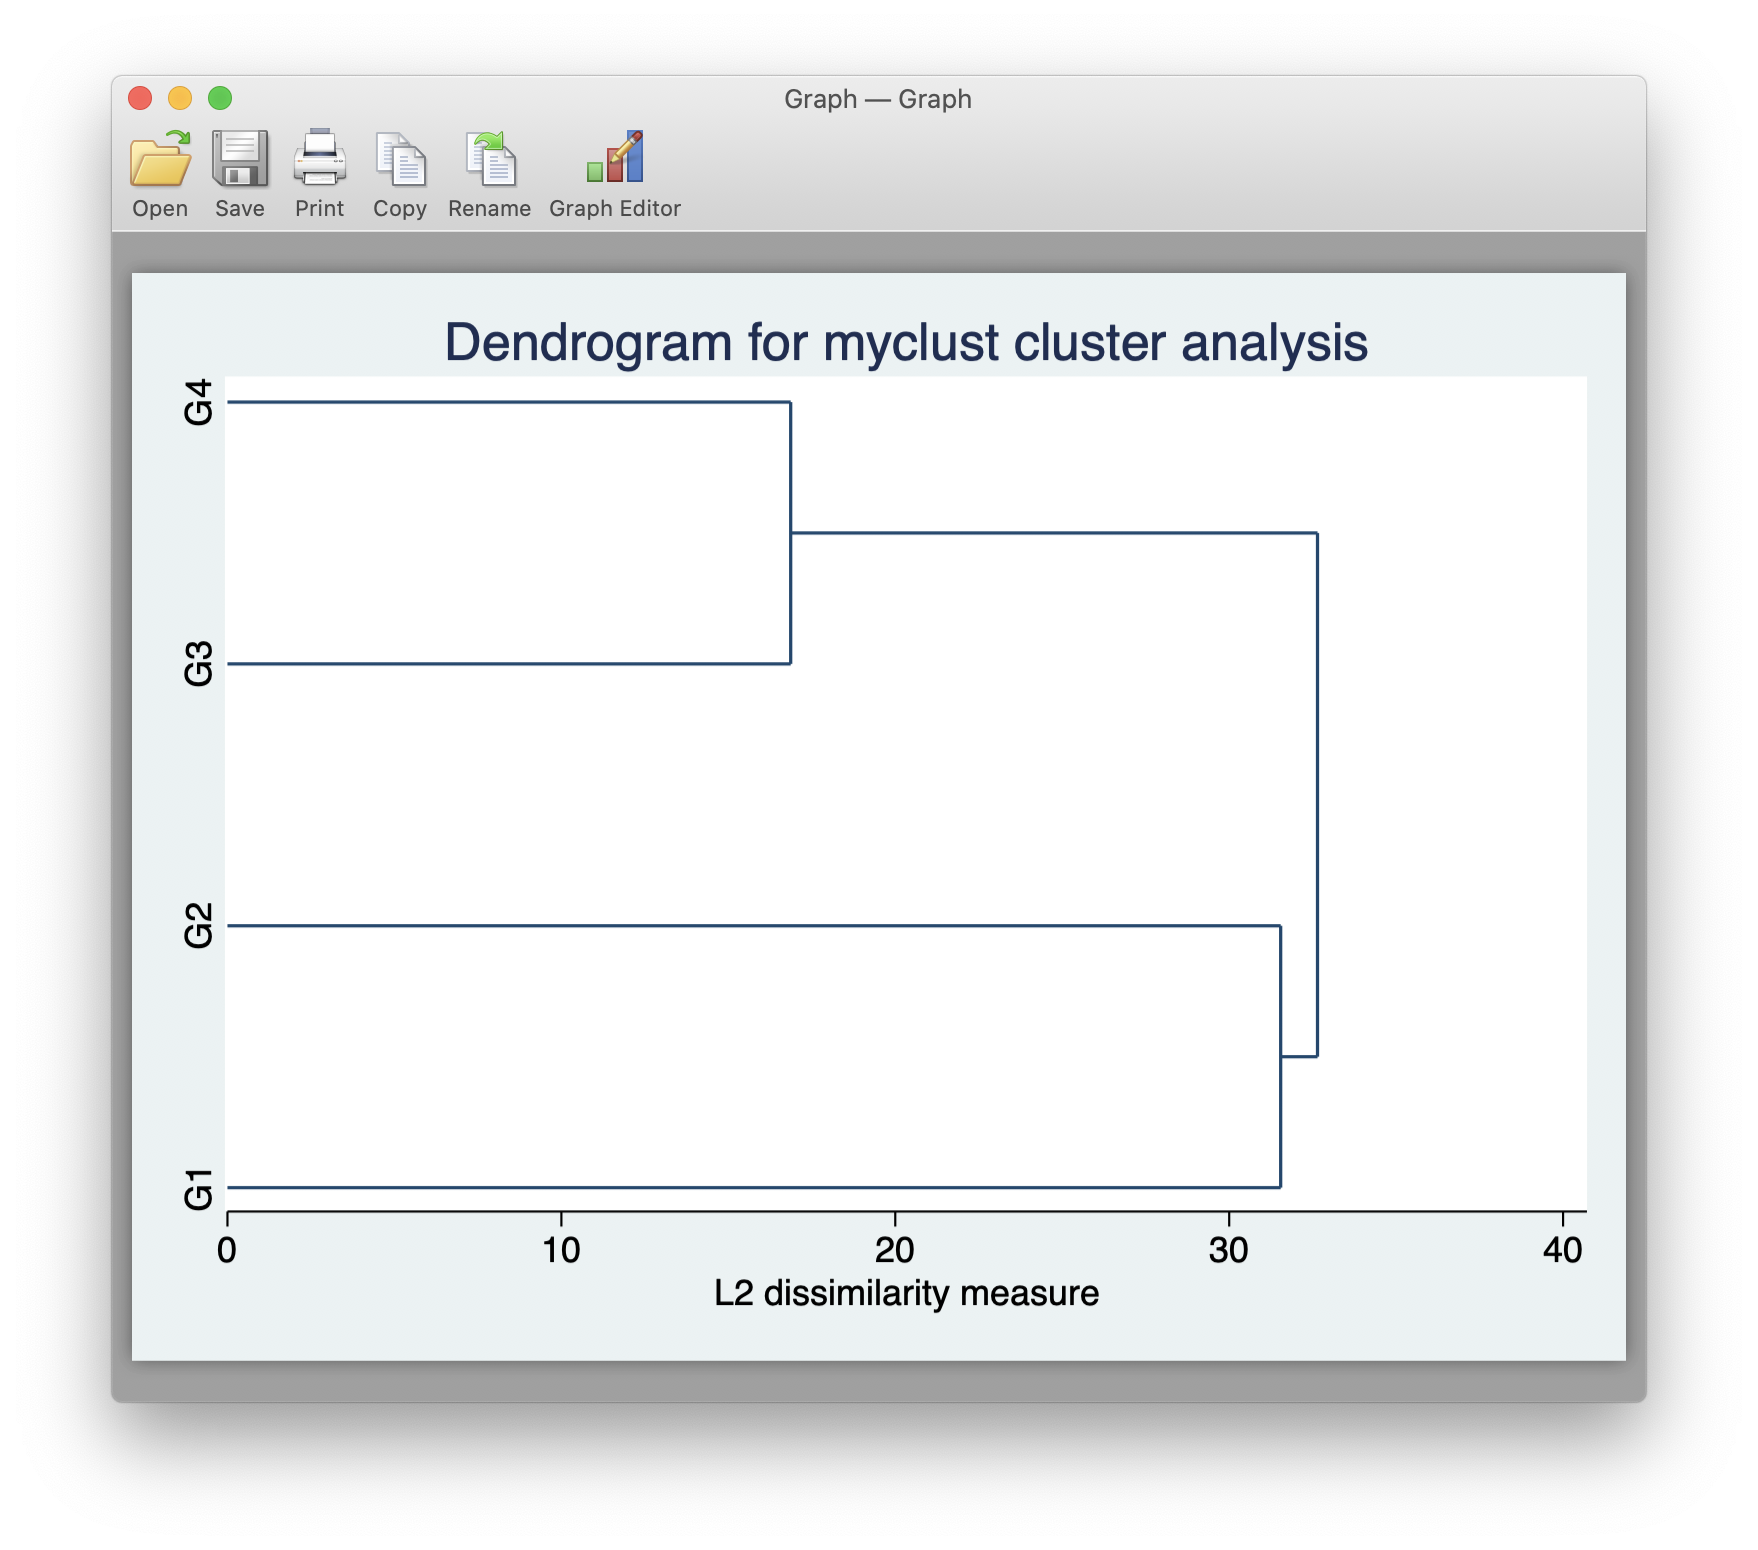 Graph — Graph
Open Save Print Copy Rename Graph Editor
Dendrogram for myclust cluster analysis
G4
G3
G2
G1
0 10 20 30 40
L2 dissimilarity measure